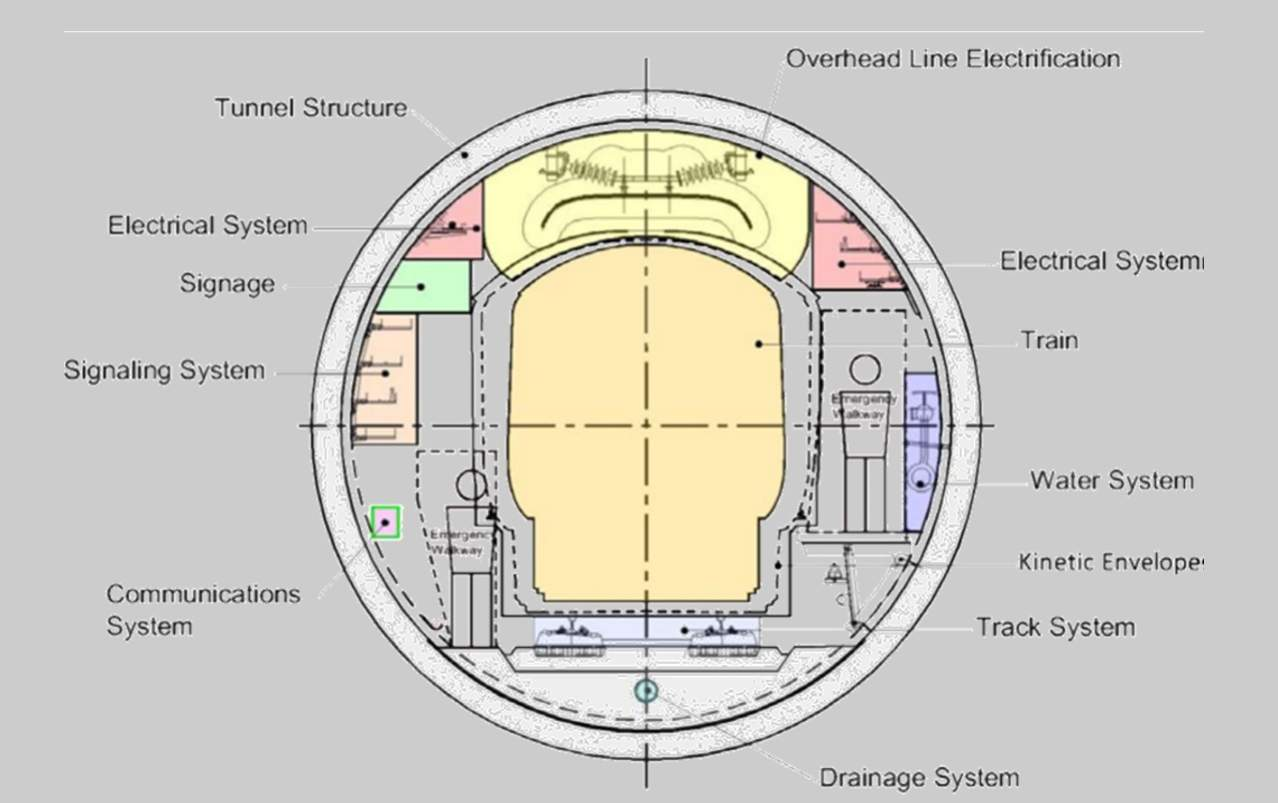 Overhead Line Electrification
Tunnel Structure
Electrical System
Electrical System
Signage
Train
Signaling System
Emergency
Walkway
Water System
Emergenc
Walkway
Kinetic Envelope
Communications
System
Track System
Drainage System